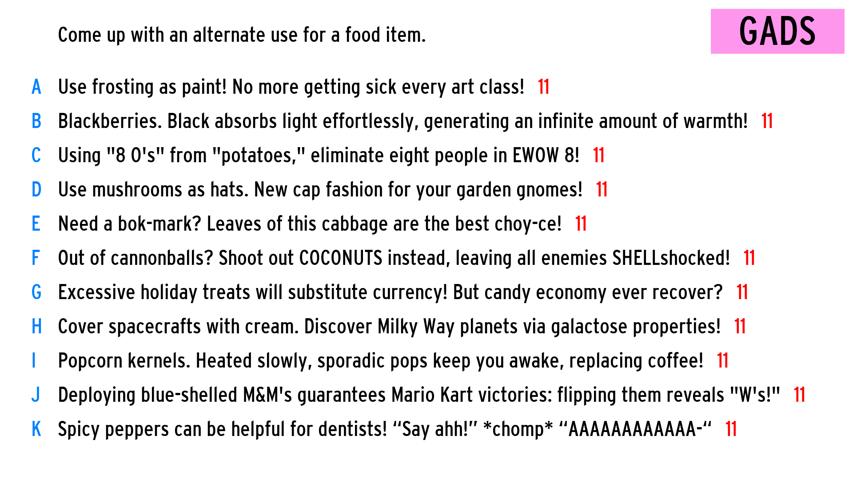 Come up with an alternate use for a food item.
GADS
A Use frosting as paint! No more getting sick every art class! 11
B Blackberries. Black absorbs light effortlessly, generating an infinite amount of warmth! 11
C Using "8 O's" from "potatoes," eliminate eight people in EWOW 8! 11
D Use mushrooms as hats. New cap fashion for your garden gnomes! 11
E Need a bok-mark? Leaves of this cabbage are the best choy-ce! 11
F Out of cannonballs? Shoot out COCONUTS instead, leaving all enemies SHELLshocked! 11
G Excessive holiday treats will substitute currency! But candy economy ever recover? 11
H Cover spacecrafts with cream. Discover Milky Way planets via galactose properties! 11
I Popcorn kernels. Heated slowly, sporadic pops keep you awake, replacing coffee! 11
J Deploying blue-shelled M&M's guarantees Mario Kart victories: flipping them reveals "W's!" 11
K Spicy peppers can be helpful for dentists! “Say ahh!” *chomp* “AAAAAAAAAAAA-“ 11